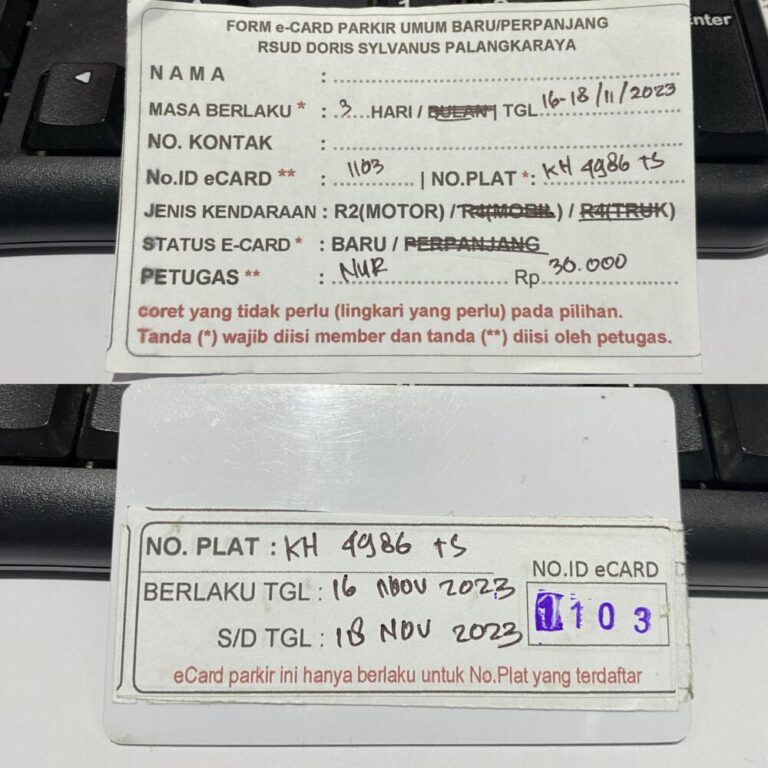 nter
FORM e-CARD PARKIR UMUM BARU/PERPANJANG
RSUD DORIS SYLVANUS PALANGKARAYA
NAMA : ........................................
MASA BERLAKU * : .3....HARI / BULAN | TGL 16-18/11/2023
NO. KONTAK : ........................................
No.ID eCARD ** : 1103 | NO.PLAT *: KH 4986 TS
JENIS KENDARAAN : R2(MOTOR) / R4(MOBIL) / R4(TRUK)
STATUS E-CARD * : BARU / PERPANJANG
PETUGAS ** : NUR Rp 30.000
coret yang tidak perlu (lingkari yang perlu) pada pilihan.
Tanda (*) wajib diisi member dan tanda (**) diisi oleh petugas.
NO. PLAT : KH 4986 TS
BERLAKU TGL : 16 NOV 2023
S/D TGL : 18 NOV 2023
NO.ID eCARD
1103
eCard parkir ini hanya berlaku untuk No.Plat yang terdaftar